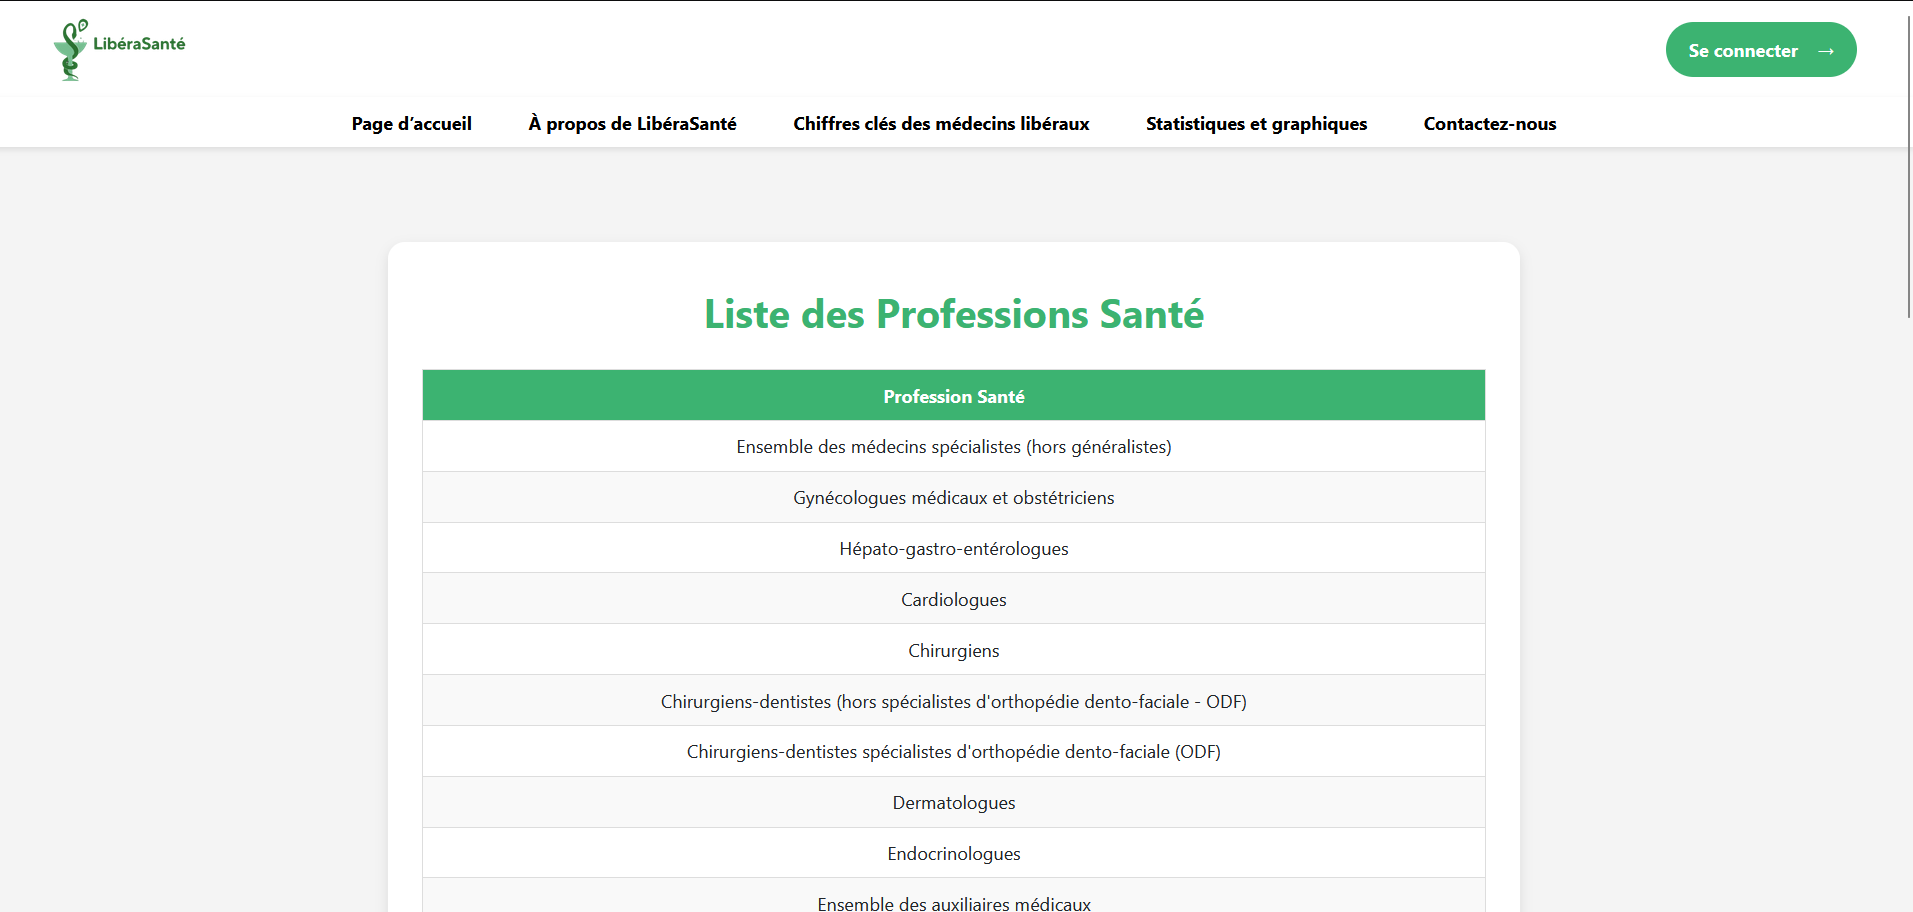 LibéraSanté
Se connecter →
Page d’accueil À propos de LibéraSanté Chiffres clés des médecins libéraux Statistiques et graphiques Contactez-nous
Liste des Professions Santé
Profession Santé
Ensemble des médecins spécialistes (hors généralistes)
Gynécologues médicaux et obstétriciens
Hépato-gastro-entérologues
Cardiologues
Chirurgiens
Chirurgiens-dentistes (hors spécialistes d'orthopédie dento-faciale - ODF)
Chirurgiens-dentistes spécialistes d'orthopédie dento-faciale (ODF)
Dermatologues
Endocrinologues
Ensemble des auxiliaires médicaux